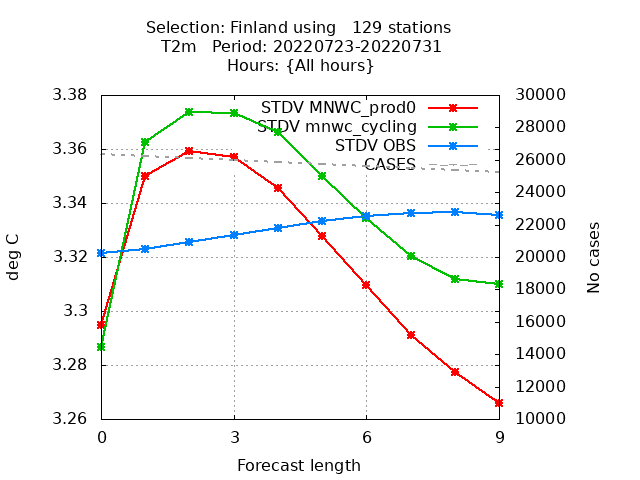 Selection: Finland using   129 stations
T2m   Period: 20220723-20220731
Hours: {All hours}
3.38
3.36
3.34
3.32
3.3
3.28
3.26
deg C
STDV MNWC_prod0
STDV mnwc_cycling
STDV OBS
CASES
30000
28000
26000
24000
22000
20000
18000
16000
14000
12000
10000
No cases
0 3 6 9
Forecast length